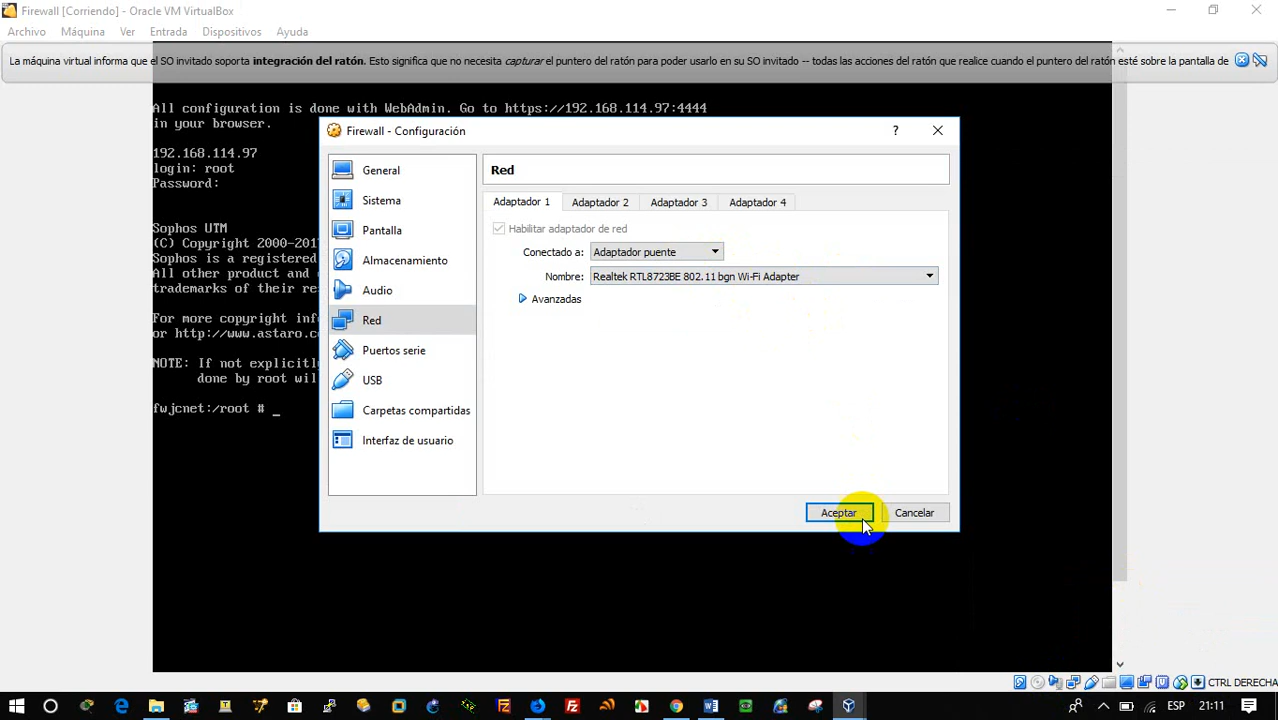 Firewall [Corriendo] - Oracle VM VirtualBox
Archivo Máquina Ver Entrada Dispositivos Ayuda
La máquina virtual informa que el SO invitado soporta integración del ratón. Esto significa que no necesita capturar el puntero del ratón para poder usarlo en su SO invitado -- todas las acciones del ratón que realice cuando el puntero del ratón esté sobre la pantalla de
All configuration is done with WebAdmin. Go to https://192.168.114.97:4444
in your browser.
192.168.114.97
login: root
Password:
Sophos UTM
(C) Copyright 2000-201
Sophos is a registered
All other product and
trademarks of their res
For more copyright inf
or http://www.astaro.c
NOTE: If not explicitl
done by root wil
fwjcnet:/root # _
Firewall - Configuración
?
General
Sistema
Pantalla
Almacenamiento
Audio
Red
Puertos serie
USB
Carpetas compartidas
Interfaz de usuario
Red
Adaptador 1 Adaptador 2 Adaptador 3 Adaptador 4
Habilitar adaptador de red
Conectado a: Adaptador puente
Nombre: Realtek RTL8723BE 802.11 bgn Wi-Fi Adapter
Avanzadas
Aceptar Cancelar
CTRL DERECHA
ESP 21:11